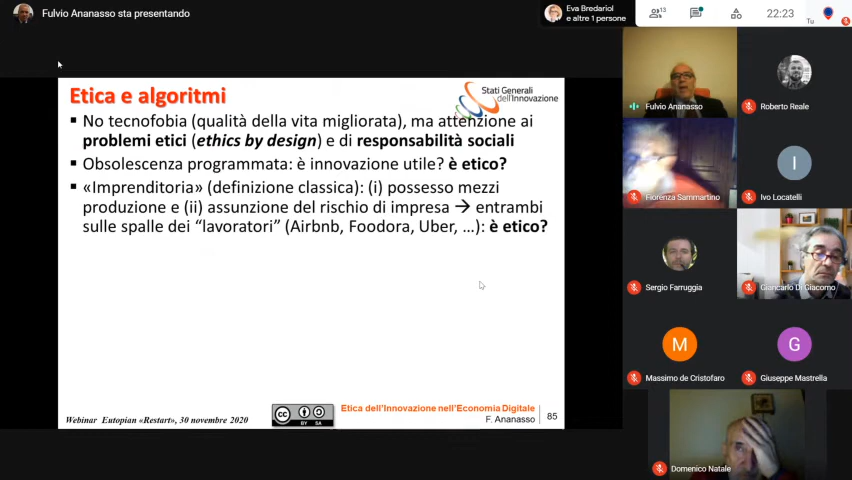 Fulvio Ananasso sta presentando
Eva Bredariol
e altre 1 persone
13
22:23
Tu
Etica e algoritmi
Stati Generali
dell'Innovazione
▪ No tecnofobia (qualità della vita migliorata), ma attenzione ai
problemi etici (ethics by design) e di responsabilità sociali
▪ Obsolescenza programmata: è innovazione utile? è etico?
▪ «Imprenditoria» (definizione classica): (i) possesso mezzi
produzione e (ii) assunzione del rischio di impresa → entrambi
sulle spalle dei “lavoratori” (Airbnb, Foodora, Uber, …): è etico?
Webinar Eutopian «Restart», 30 novembre 2020
cc
BY SA
Etica dell'Innovazione nell'Economia Digitale
F. Ananasso
85
Fulvio Ananasso
Roberto Reale
Fiorenza Sammartino
I
Ivo Locatelli
Sergio Farruggia
Giancarlo Di Giacomo
M
Massimo de Cristofaro
G
Giuseppe Mastrella
Domenico Natale